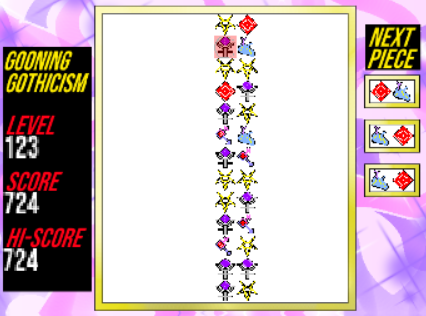 GOONING
GOTHICISM
LEVEL
123
SCORE
724
HI-SCORE
724
NEXT
PIECE